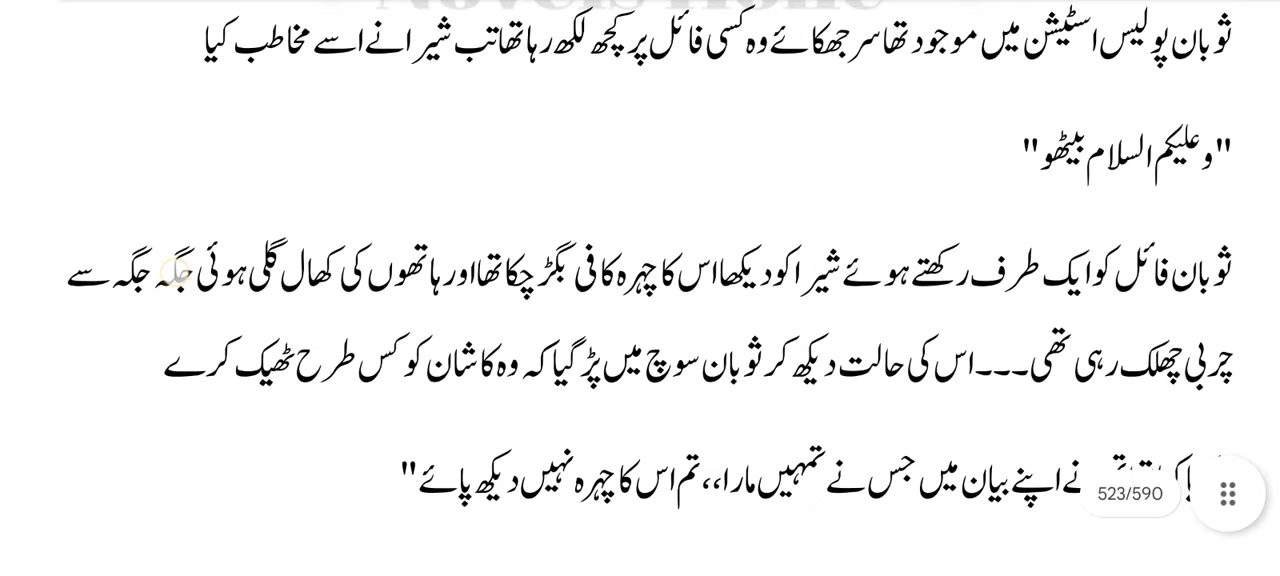 Novels Home
ثوبان پولیس اسٹیشن میں موجود تھا سر جھکائے وہ کسی فائل پر کچھ لکھ رہا تھا تب شیرا نے اسے مخاطب کیا
"وعلیکم السلام بیٹھو"
ثوبان فائل کو ایک طرف رکھتے ہوئے شیرا کو دیکھا اس کا چہرہ کافی بگڑ چکا تھا اور ہاتھوں کی کھال گلی ہوئی جگہ جگہ سے
چربی چھلک رہی تھی۔۔۔ اس کی حالت دیکھ کر ثوبان سوچ میں پڑ گیا کہ وہ کاشان کو کس طرح ٹھیک کرے
نے اپنے بیان میں جس نے تمہیں مارا،، تم اس کا چہرہ نہیں دیکھ پائے"
523/590